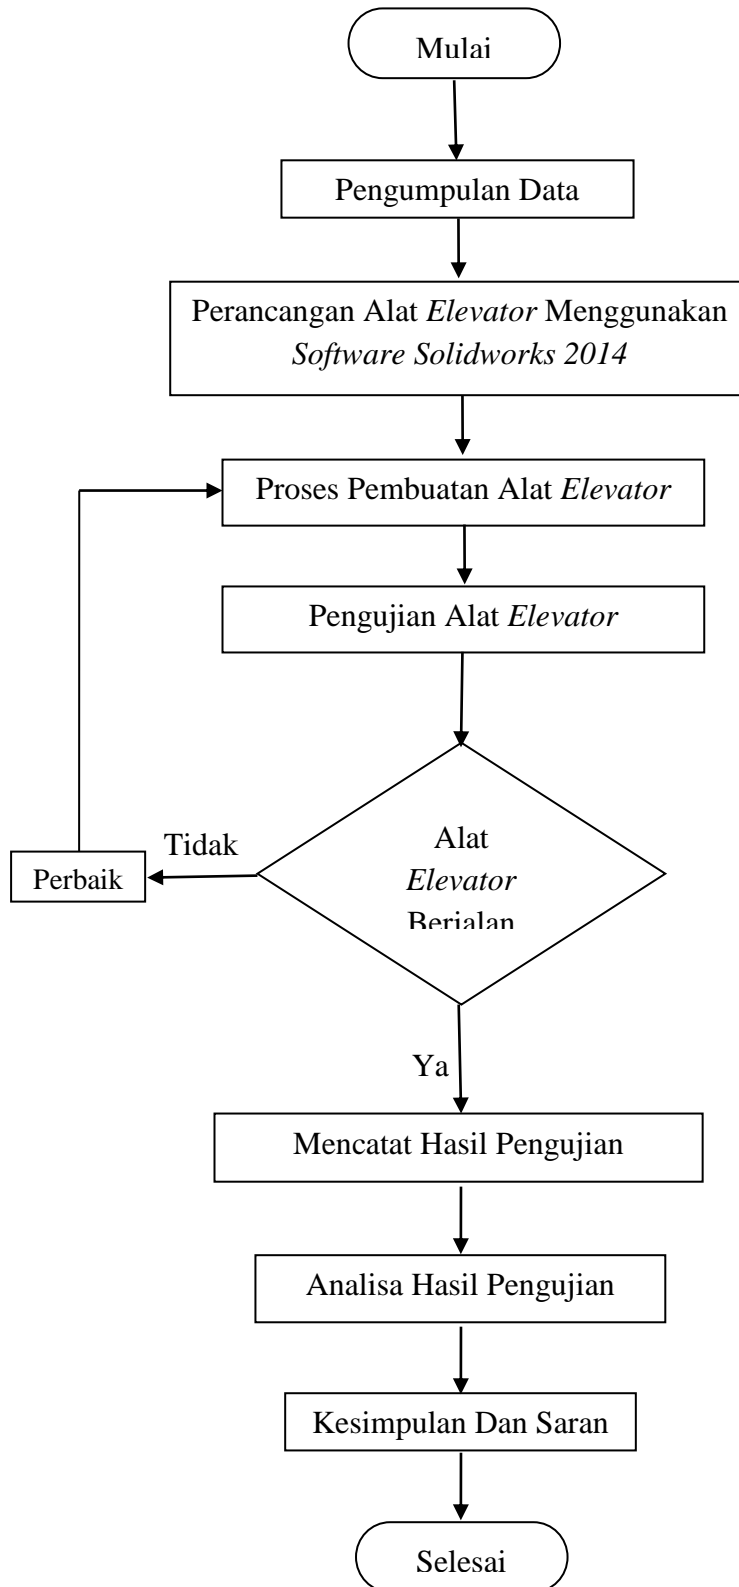 Mulai
Pengumpulan Data
Perancangan Alat Elevator Menggunakan
Software Solidworks 2014
Proses Pembuatan Alat Elevator
Pengujian Alat Elevator
Alat
Elevator
Berjalan
Tidak
Perbaik
Ya
Mencatat Hasil Pengujian
Analisa Hasil Pengujian
Kesimpulan Dan Saran
Selesai